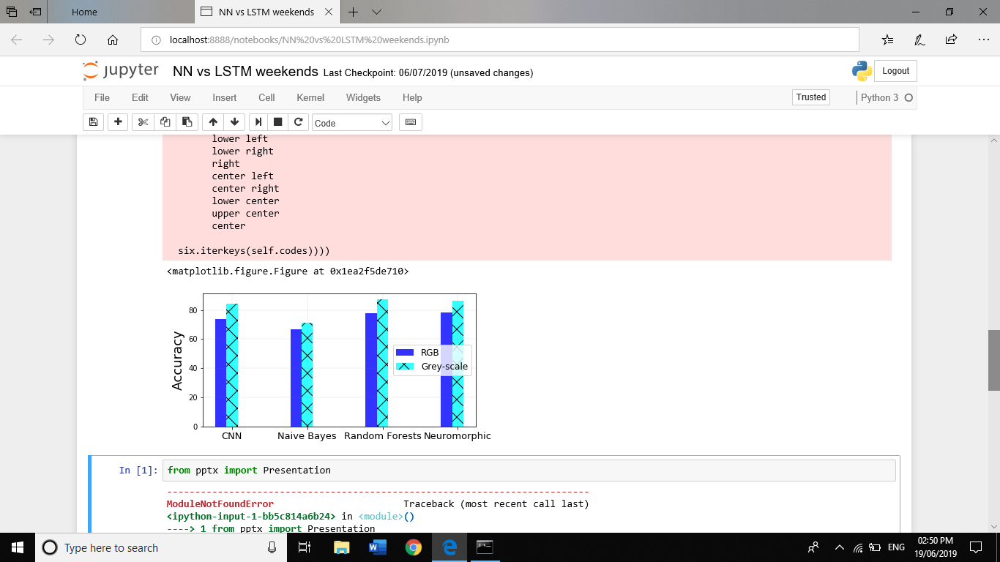 Home
NN vs LSTM weekends
localhost:8888/notebooks/NN%20vs%20LSTM%20weekends.ipynb
jupyter NN vs LSTM weekends Last Checkpoint: 06/07/2019 (unsaved changes)
Logout
File Edit View Insert Cell Kernel Widgets Help
Trusted
Python 3
Code
lower left
lower right
right
center left
center right
lower center
upper center
center
six.iterkeys(self.codes))))
<matplotlib.figure.Figure at 0x1ea2f5de710>
80
60
40
20
0
Accuracy
RGB
Grey-scale
CNN Naive Bayes Random Forests Neuromorphic
In [1]: from pptx import Presentation
---------------------------------------------------------------------------
ModuleNotFoundError Traceback (most recent call last)
<ipython-input-1-bb5c814a6b24> in <module>()
----> 1 from pptx import Presentation
Type here to search
ENG
02:50 PM
19/06/2019